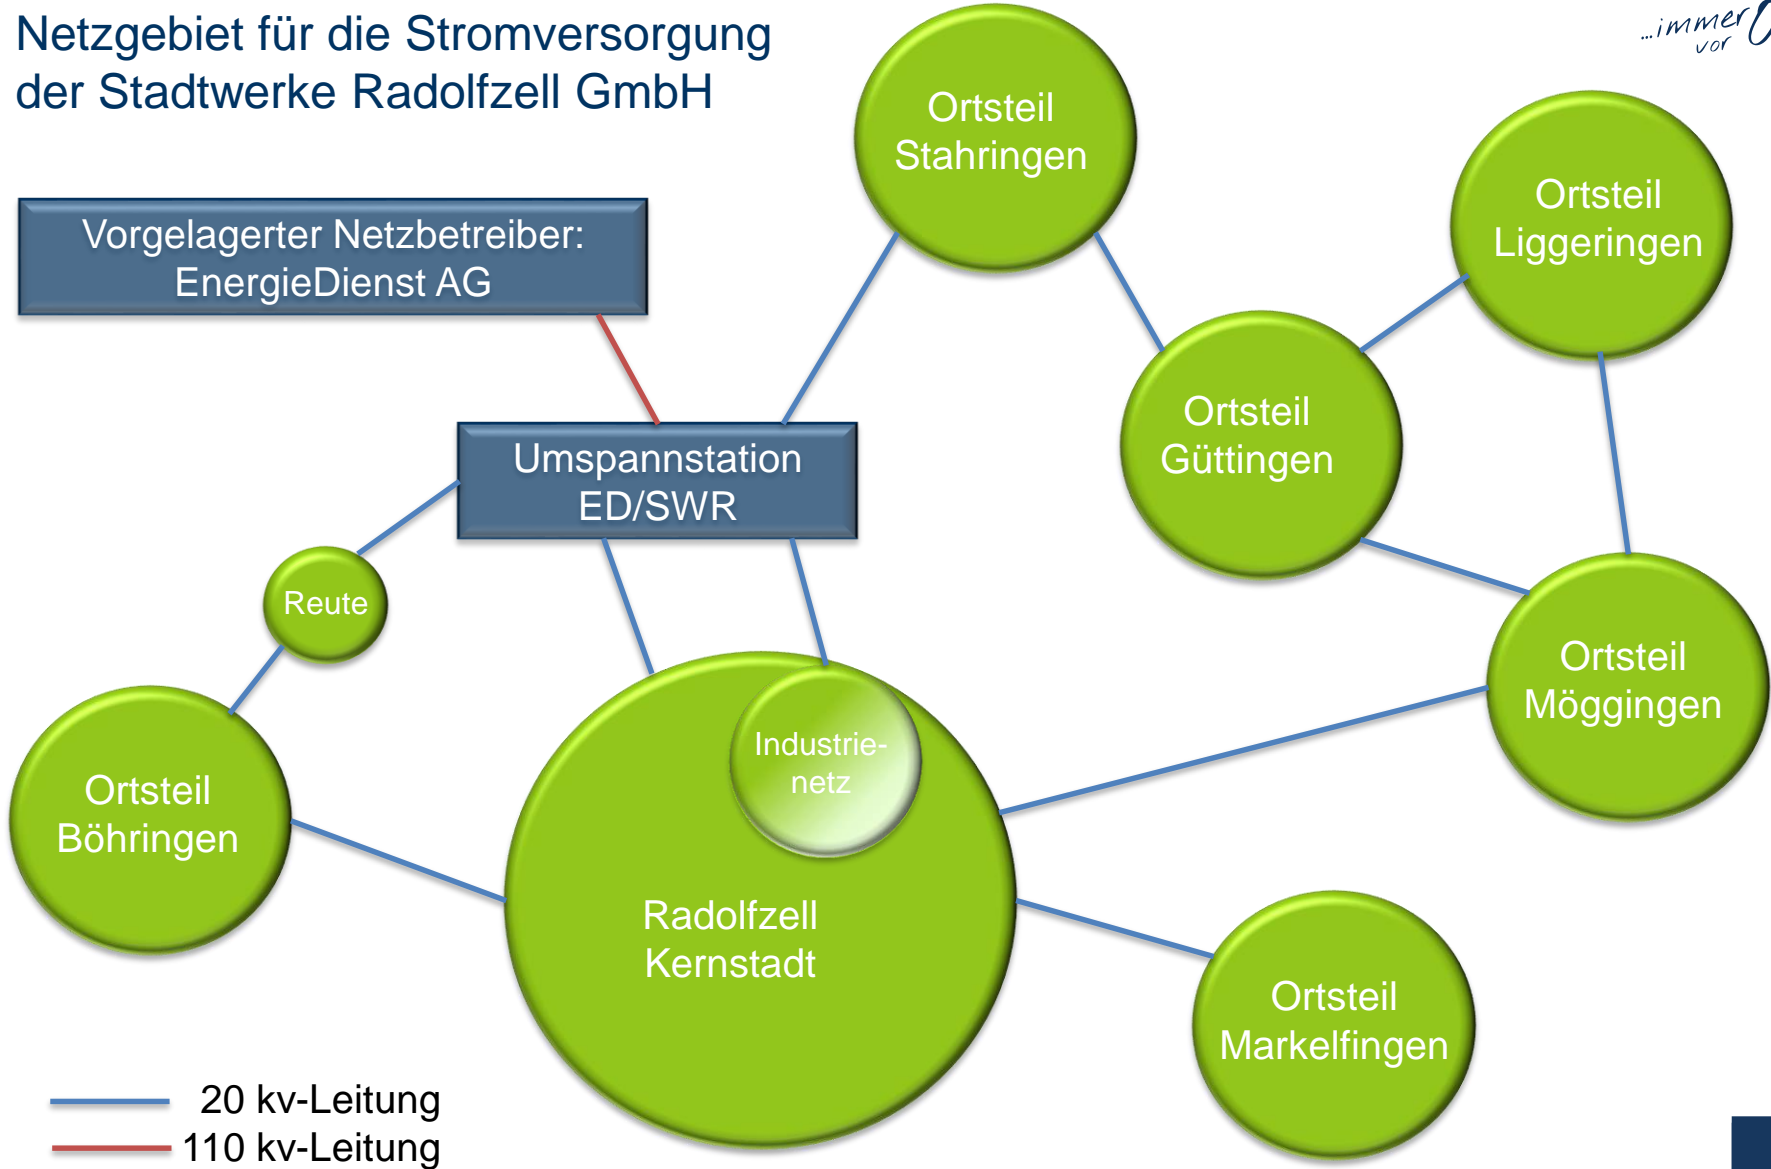 Netzgebiet für die Stromversorgung
der Stadtwerke Radolfzell GmbH
...immer
vor
Ortsteil
Stahringen
Ortsteil
Liggeringen
Vorgelagerter Netzbetreiber:
EnergieDienst AG
Ortsteil
Güttingen
Umspannstation
ED/SWR
Reute
Ortsteil
Möggingen
Industrie-
netz
Ortsteil
Böhringen
Radolfzell
Kernstadt
Ortsteil
Markelfingen
20 kv-Leitung
110 kv-Leitung